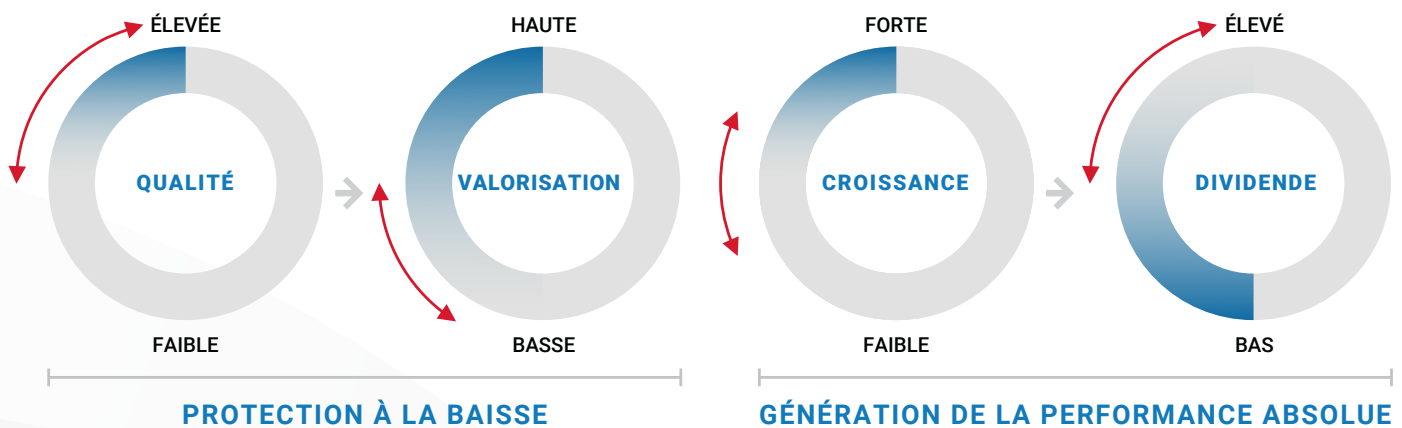 ÉLEVÉE
HAUTE
FORTE
ÉLEVÉ
QUALITÉ
VALORISATION
CROISSANCE
DIVIDENDE
FAIBLE
BASSE
FAIBLE
BAS
PROTECTION À LA BAISSE
GÉNÉRATION DE LA PERFORMANCE ABSOLUE